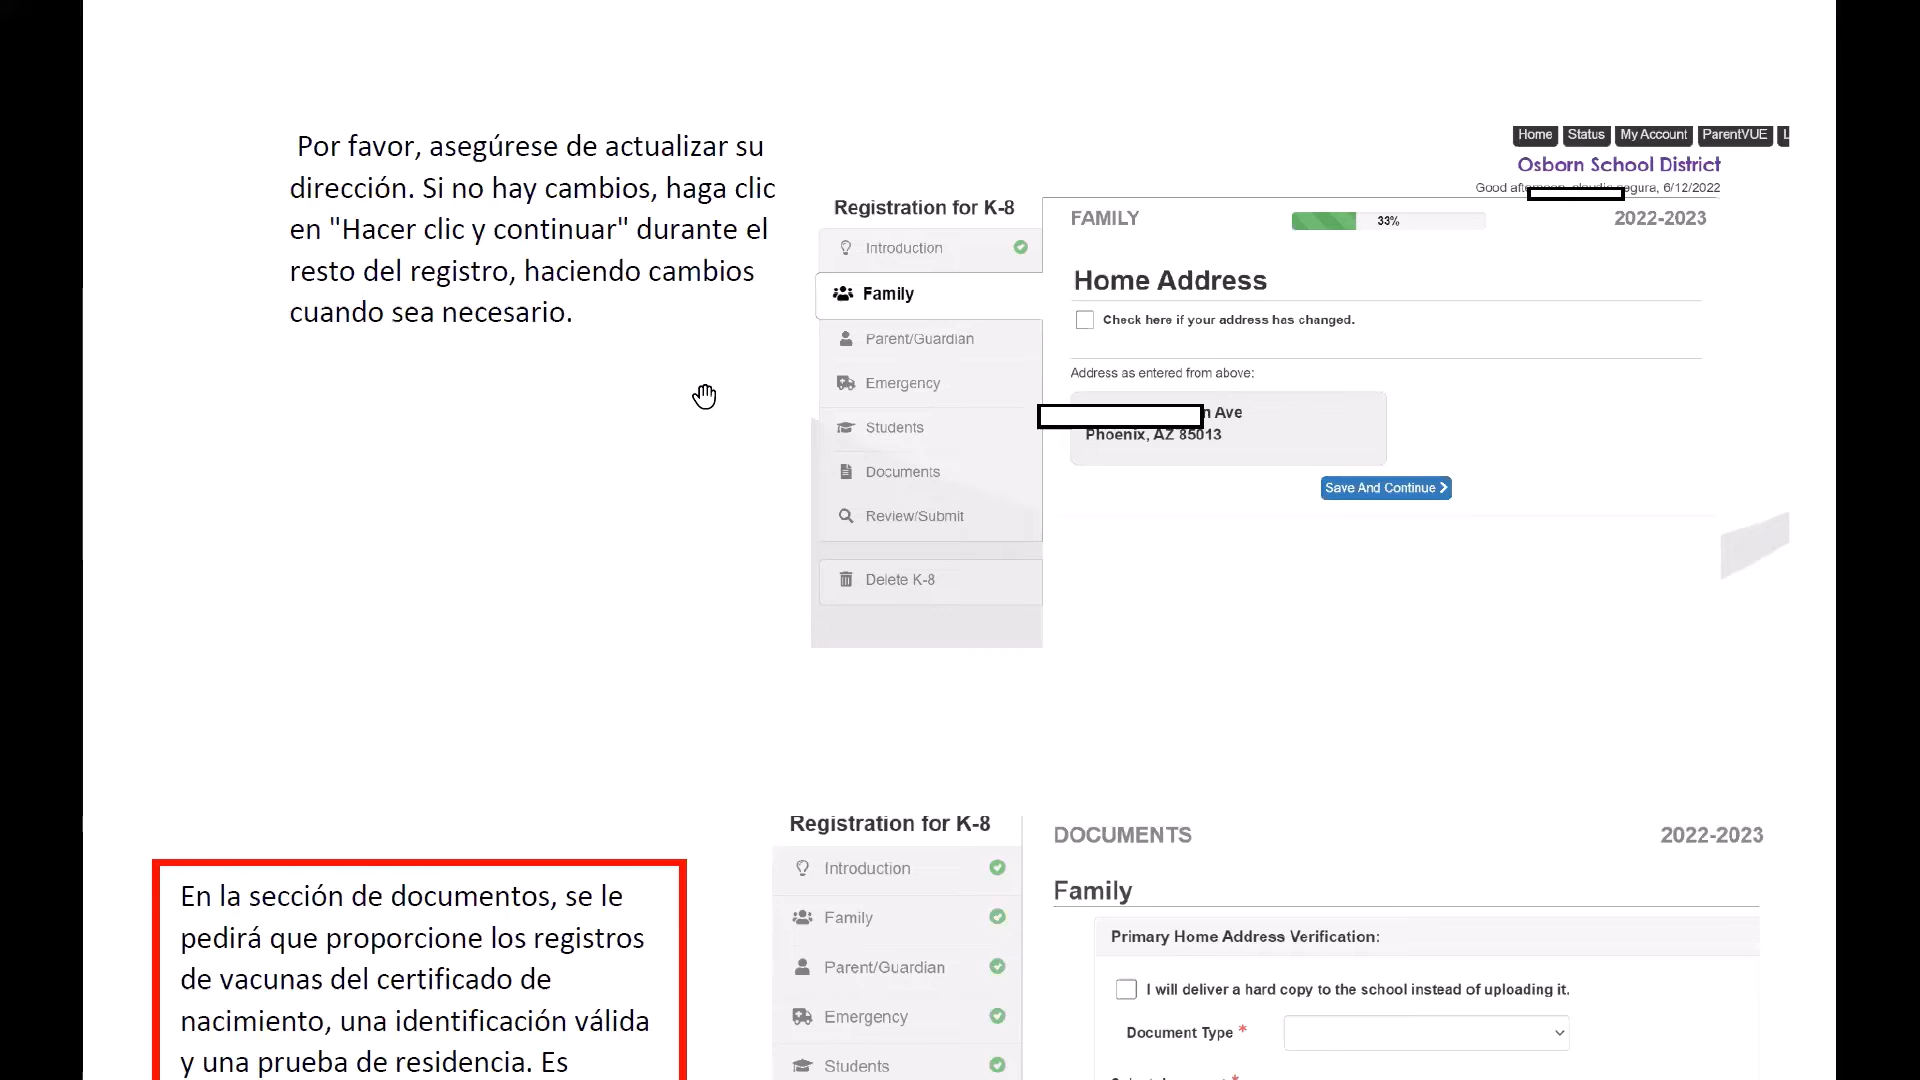 Por favor, asegúrese de actualizar su
dirección. Si no hay cambios, haga clic
en "Hacer clic y continuar" durante el
resto del registro, haciendo cambios
cuando sea necesario.
Home Status My Account ParentVUE
Osborn School District
Good egura, 6/12/2022
Registration for K-8
Introduction
Family
Parent/Guardian
Emergency
Students
Documents
Review/Submit
Delete K-8
FAMILY 33% 2022-2023
Home Address
Check here if your address has changed.
Address as entered from above:
n Ave
Phoenix, AZ 85013
Save And Continue
En la sección de documentos, se le
pedirá que proporcione los registros
de vacunas del certificado de
nacimiento, una identificación válida
y una prueba de residencia. Es
Registration for K-8
Introduction
Family
Parent/Guardian
Emergency
Students
DOCUMENTS 2022-2023
Family
Primary Home Address Verification:
I will deliver a hard copy to the school instead of uploading it.
Document Type *